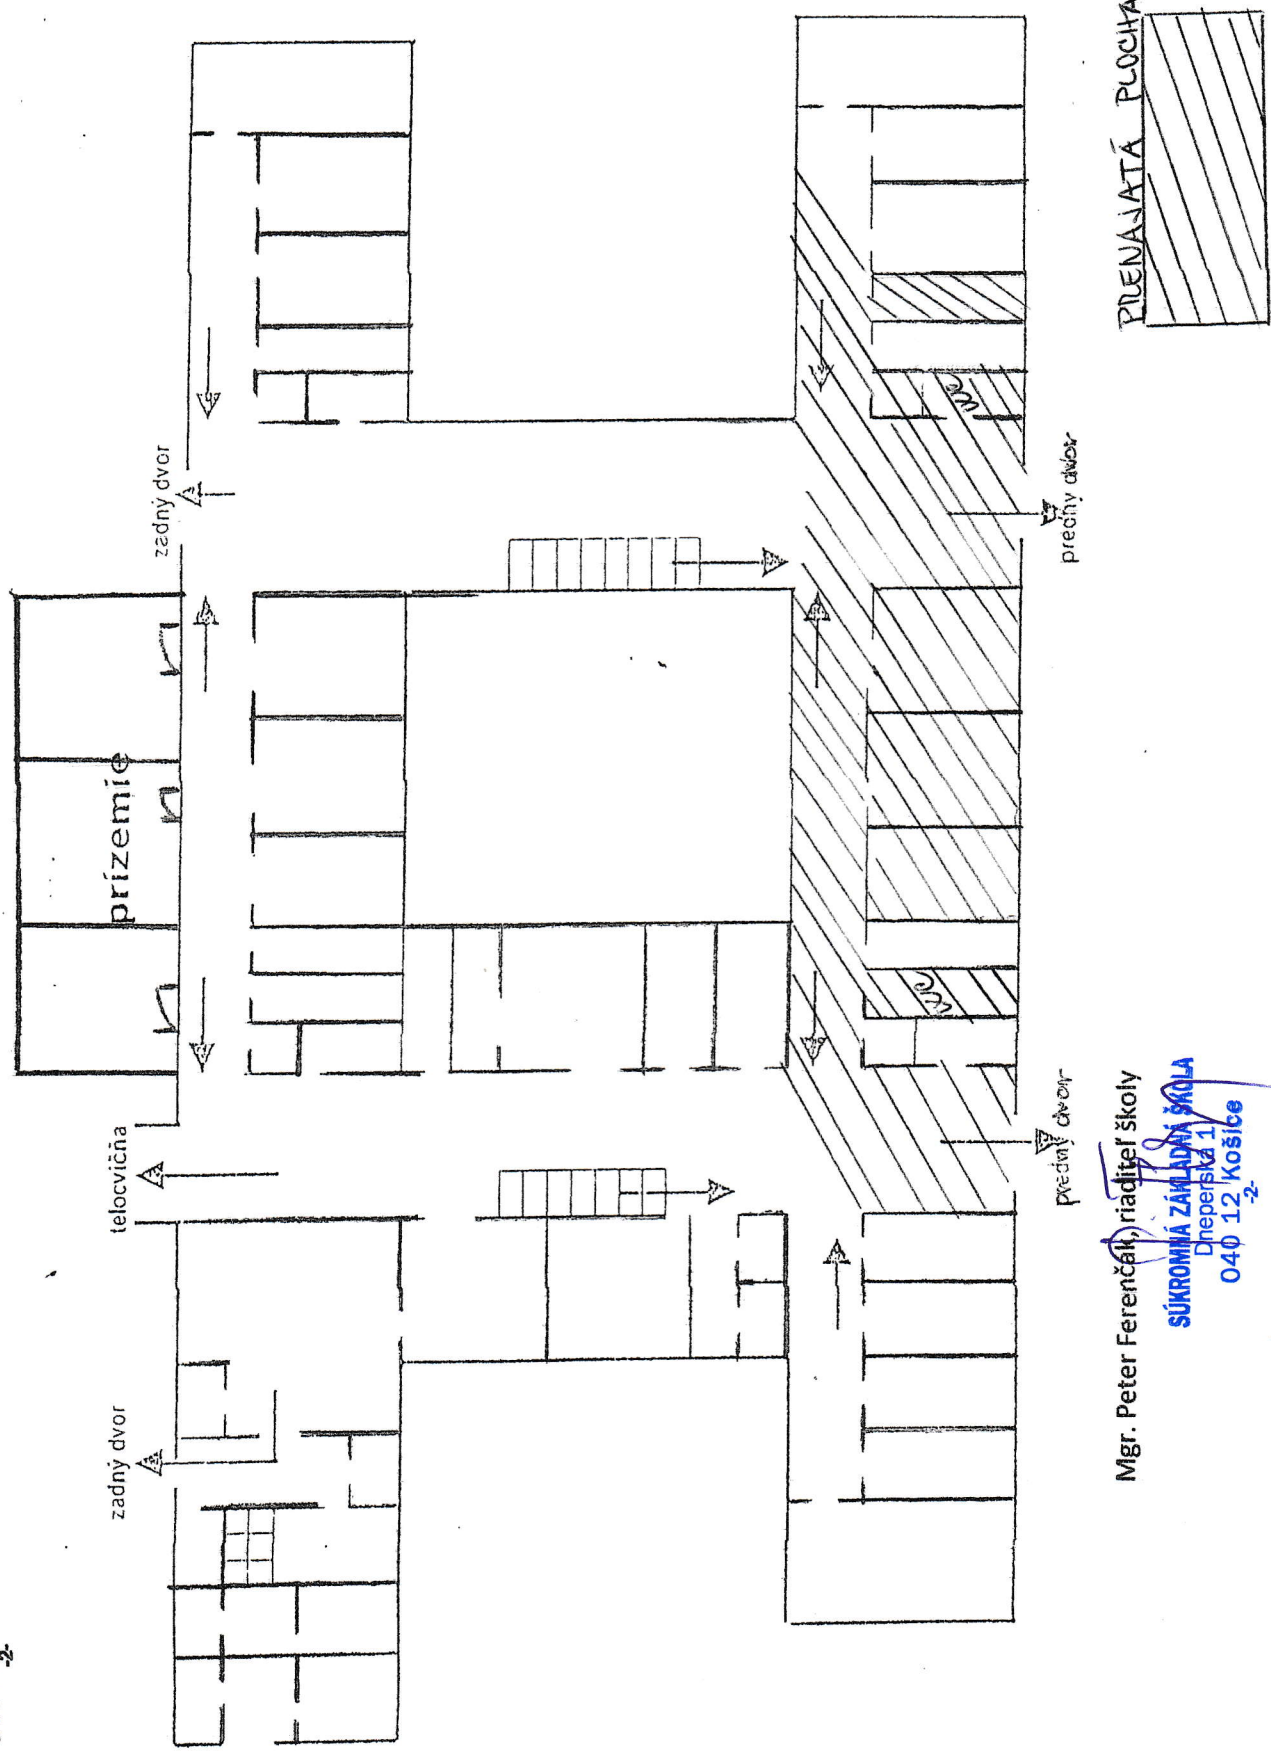 -2-
zadný dvor
telocvičňa
prízemie
zadný dvor
WC
WC
predný dvor
predný dvor
PRENAJATÁ PLOCHA
Mgr. Peter Ferenčák, riaditeľ školy
SÚKROMNÁ ZÁKLADNÁ ŠKOLA
Dneperská 1
040 12 Košice
-2-